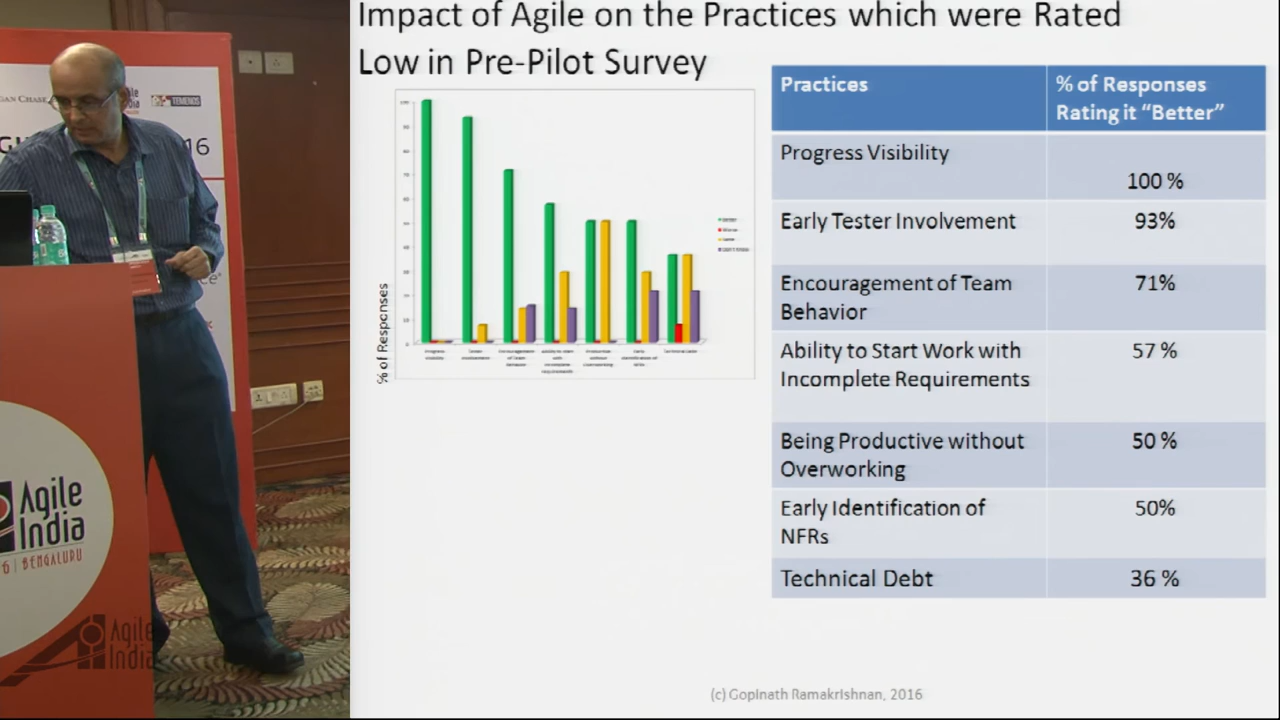 Impact of Agile on the Practices which were Rated
Low in Pre-Pilot Survey
Practices
% of Responses
Rating it “Better”
Progress Visibility
100 %
Early Tester Involvement
93%
Encouragement of Team
Behavior
71%
Ability to Start Work with
Incomplete Requirements
57 %
Being Productive without
Overworking
50 %
Early Identification of
NFRs
50%
Technical Debt
36 %
% of Responses
(c) Gopinath Ramakrishnan, 2016
TEMENOS
16
Agile
India
BENGALURU
Agile
India